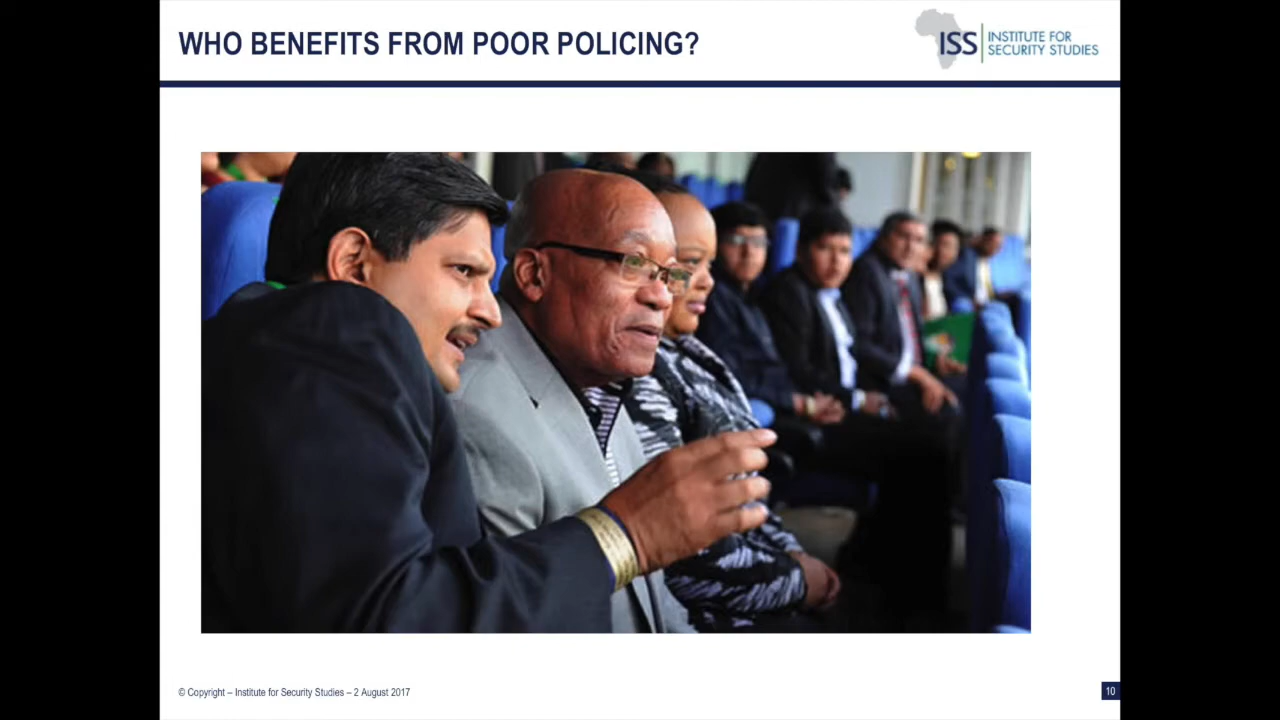 WHO BENEFITS FROM POOR POLICING?
ISS
INSTITUTE FOR
SECURITY STUDIES
© Copyright – Institute for Security Studies – 2 August 2017
10